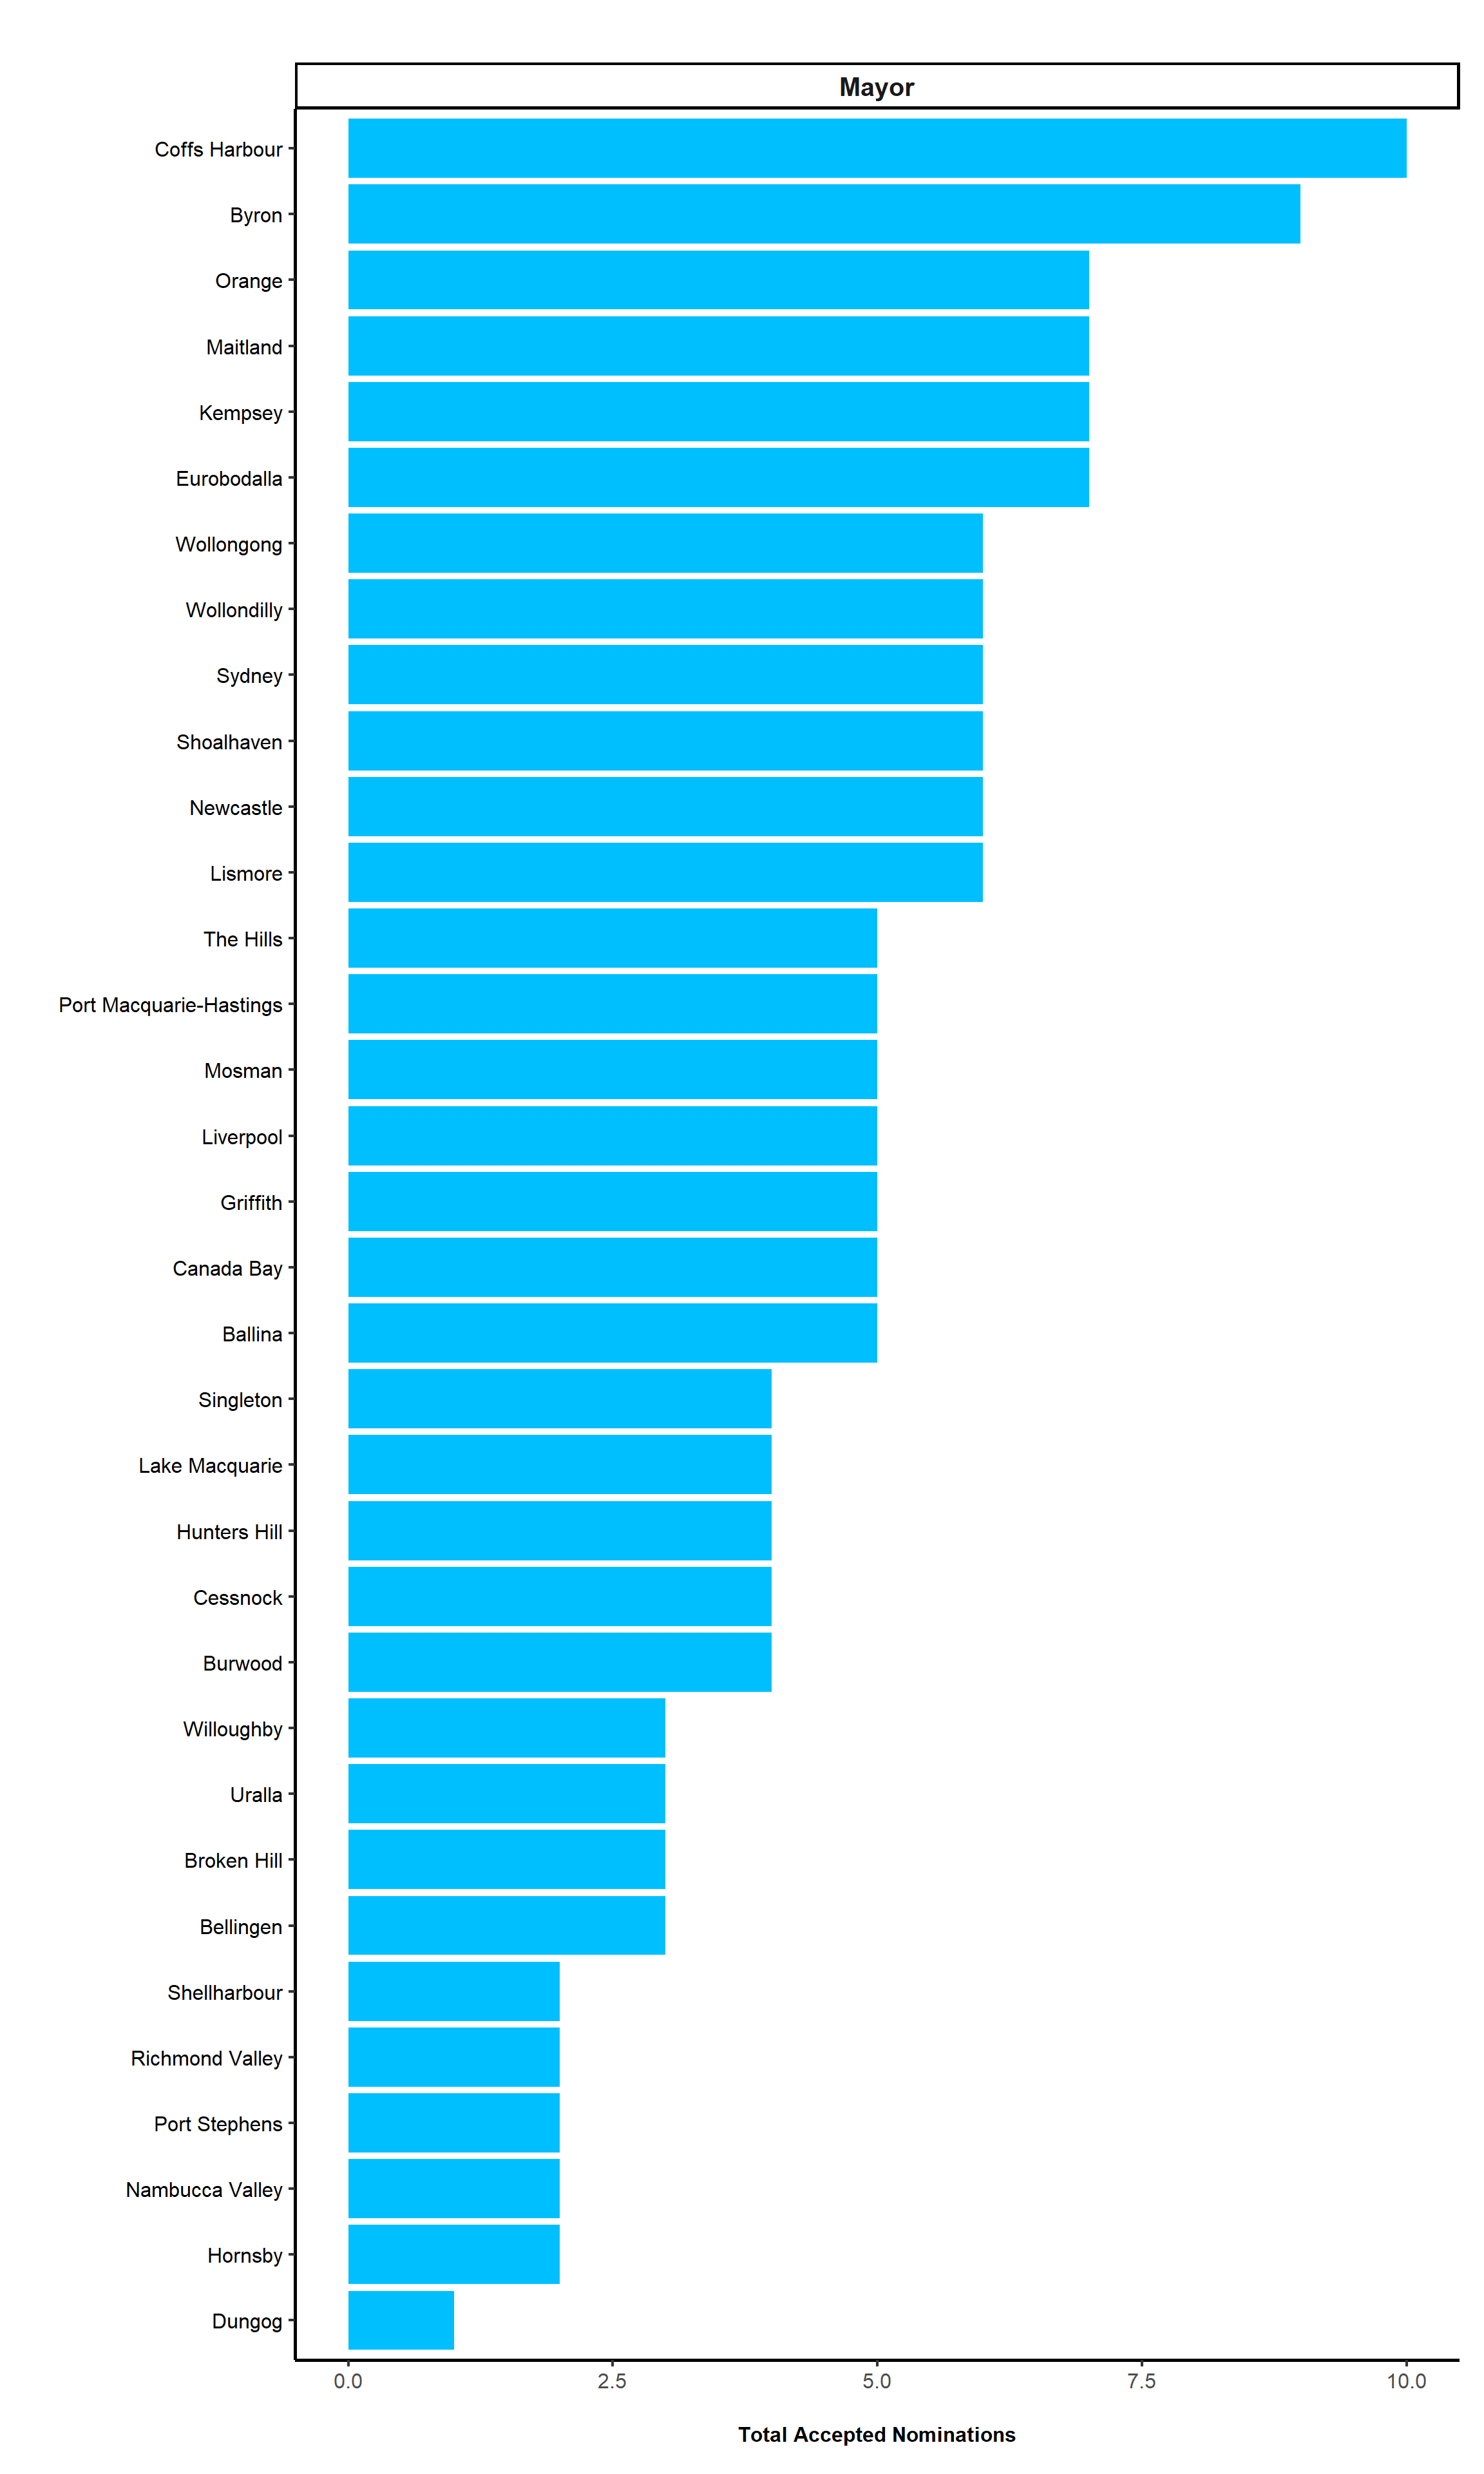 Mayor
Coffs Harbour
Byron
Orange
Maitland
Kempsey
Eurobodalla
Wollongong
Wollondilly
Sydney
Shoalhaven
Newcastle
Lismore
The Hills
Port Macquarie-Hastings
Mosman
Liverpool
Griffith
Canada Bay
Ballina
Singleton
Lake Macquarie
Hunters Hill
Cessnock
Burwood
Willoughby
Uralla
Broken Hill
Bellingen
Shellharbour
Richmond Valley
Port Stephens
Nambucca Valley
Hornsby
Dungog
0.0 2.5 5.0 7.5 10.0
Total Accepted Nominations